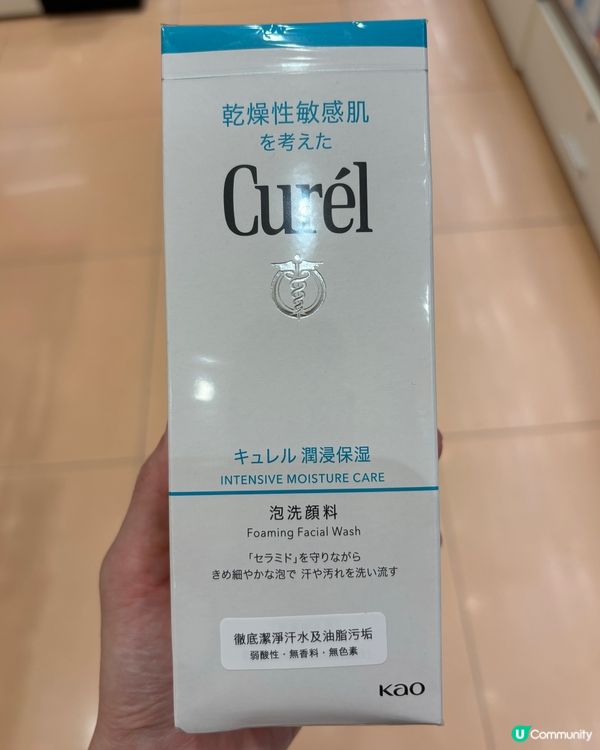 乾燥性敏感肌
を考えた
Curél
キュレル 潤浸保湿
INTENSIVE MOISTURE CARE
泡洗顔料
Foaming Facial Wash
「セラミド」を守りながら
きめ細やかな泡で 汗や汚れを洗い流す
徹底潔淨汗水及油脂污垢
弱酸性・無香料・無色素
Kao
U Community